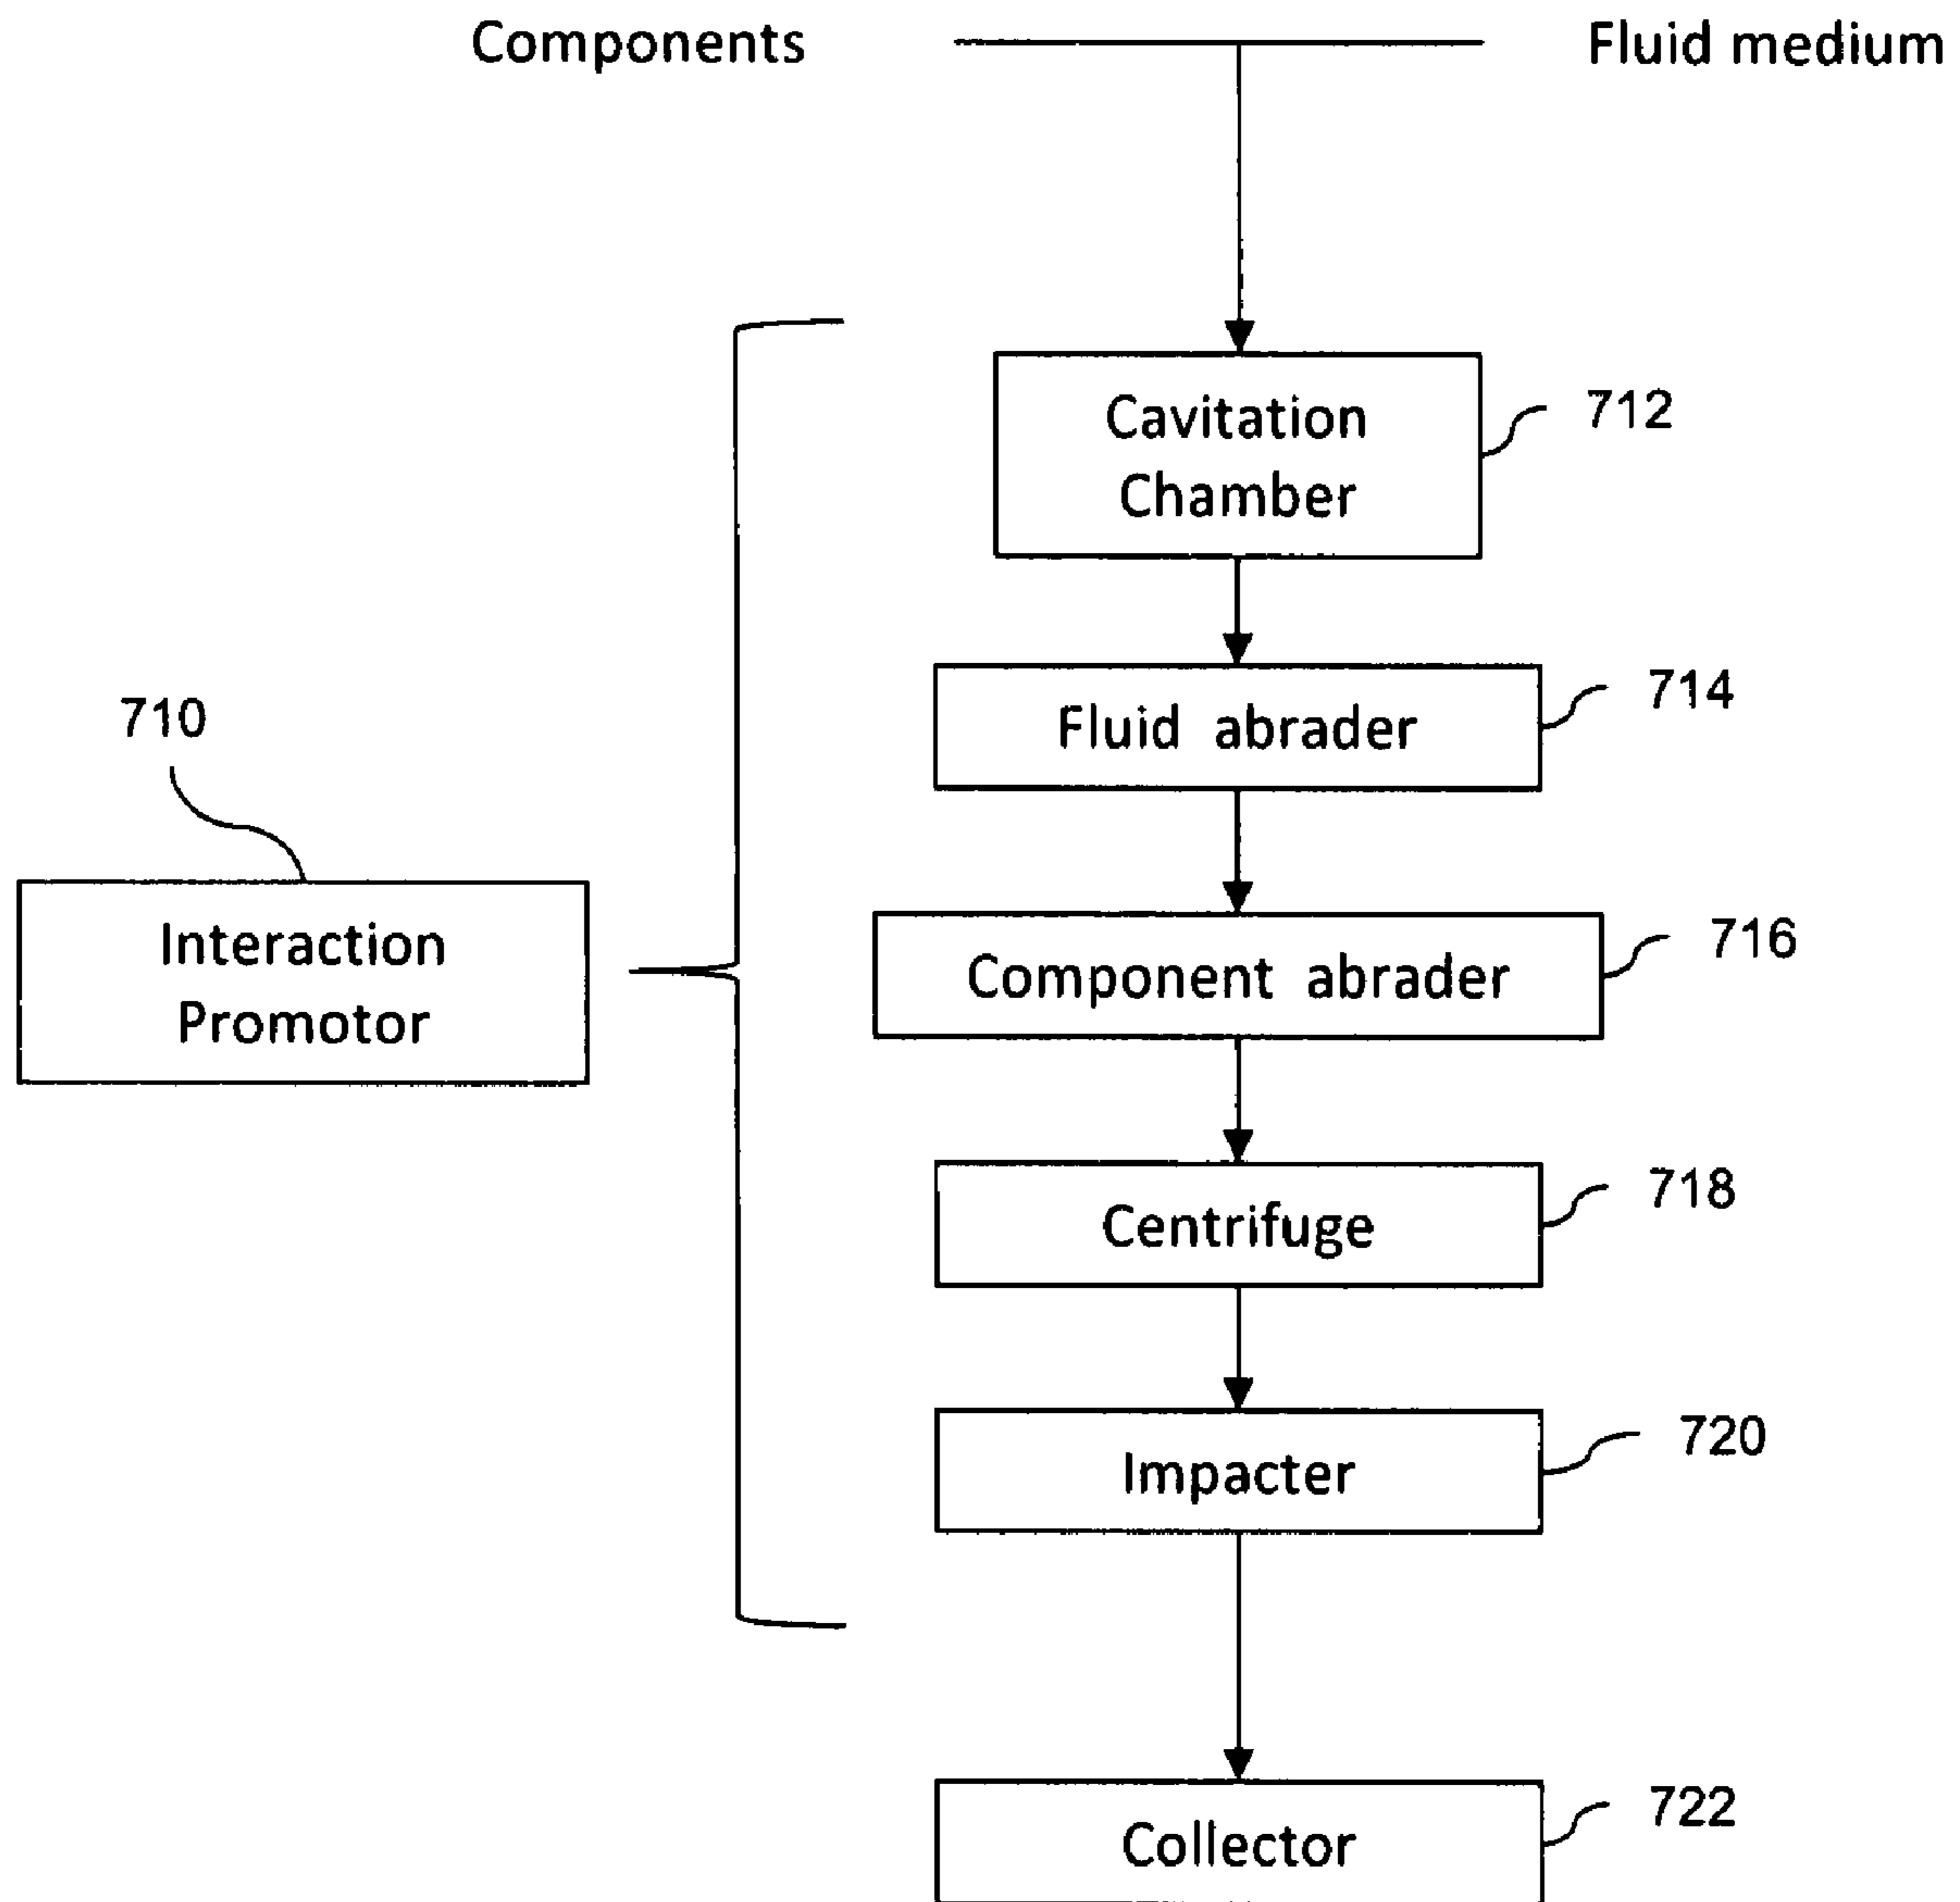 Components
Fluid medium
Cavitation
Chamber
712
Fluid abrader
714
710
Interaction
Promotor
Component abrader
716
Centrifuge
718
Impacter
720
Collector
722